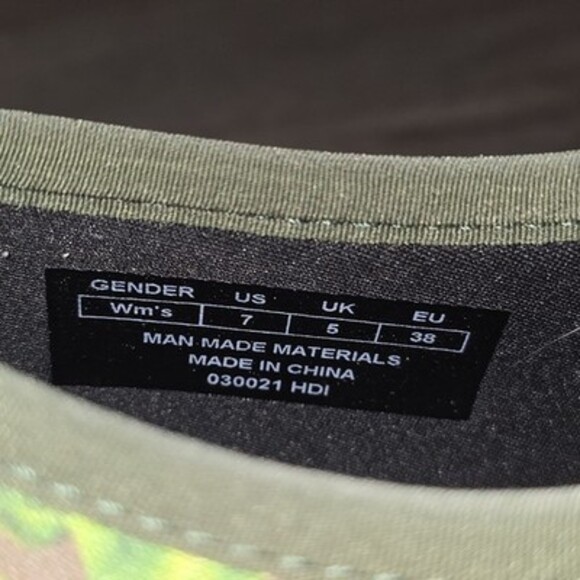 GENDER US UK EU
Wm's 7 5 38
MAN MADE MATERIALS
MADE IN CHINA
030021 HDI